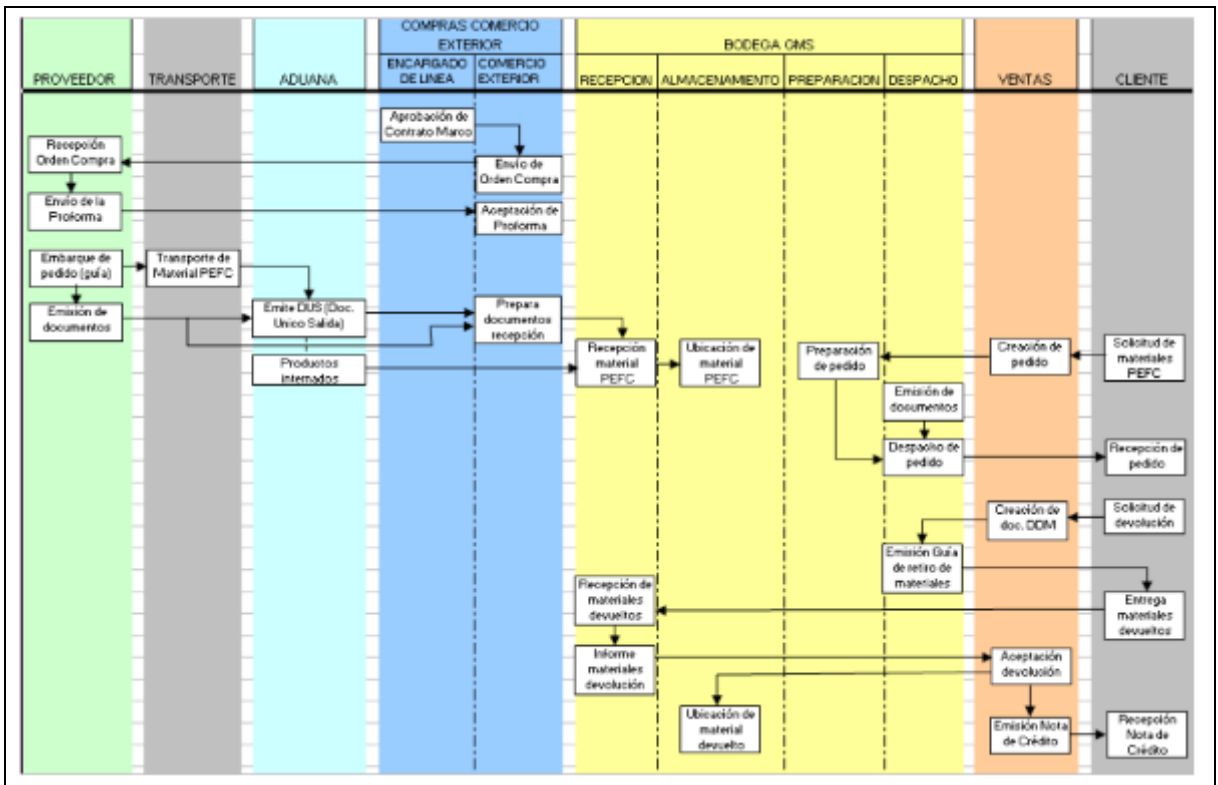 COMPRAS COMERCIO
EXTERIOR
BODEGA GMS
PROVEEDOR
TRANSPORTE
ADUANA
ENCARGADO
DE LINEA
COMERCIO
EXTERIOR
RECEPCION
ALMACENAMIENTO
PREPARACION
DESPACHO
VENTAS
CLIENTE
Aprobación de
Contrato Marco
Recepción
Orden Compra
Envío de
Orden Compra
Envío de la
Proforma
Aceptación de
Proforma
Embarque de
pedido (guía)
Transporte de
Material PEFC
Emisión de
documentos
Emite DUS (Doc.
Unico Salida)
Prepara
documentos
recepción
Productos
internados
Recepción
material
PEFC
Ubicación de
material
PEFC
Preparación
de pedido
Creación de
pedido
Solicitud de
materiales
PEFC
Emisión de
documentos
Despacho de
pedido
Recepción de
pedido
Creación de
doc. DDM
Solicitud de
devolución
Emisión Guía
de retiro de
materiales
Recepción de
materiales
devueltos
Entrega
materiales
devueltos
Informe
materiales
devolución
Aceptación
devolución
Ubicación de
material
devuelto
Emisión Nota
de Crédito
Recepción
Nota de
Crédito